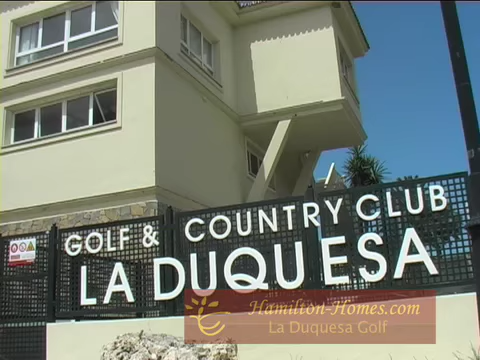 GOLF & COUNTRY CLUB
LA DUQUESA
Hamilton-Homes.com
La Duquesa Golf